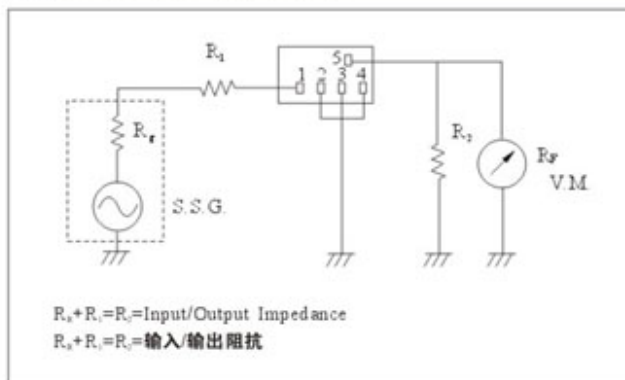 R₁
5
1 2 3 4
Rg
R₂
RF
V.M.
S.S.G.
Rg+R₁=R₂=Input/Output Impedance
Rg+R₁=R₂=输入/输出阻抗